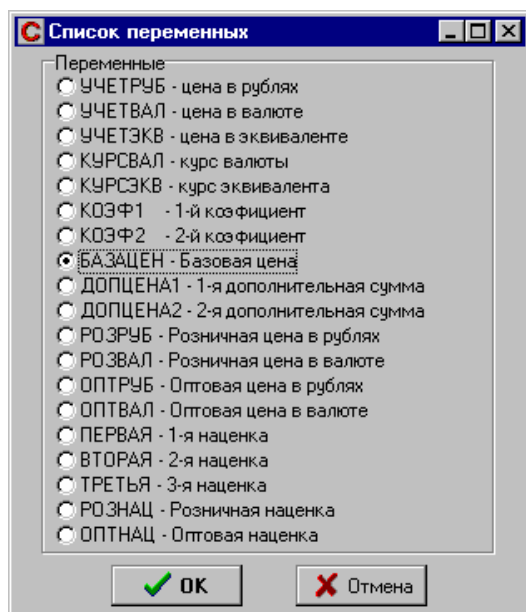 Список переменных
Переменные
УЧЕТРУБ - цена в рублях
УЧЕТВАЛ - цена в валюте
УЧЕТЭКВ - цена в эквиваленте
КУРСВАЛ - курс валюты
КУРСЭКВ - курс эквивалента
КОЭФ1 - 1-й коэфициент
КОЭФ2 - 2-й коэфициент
БАЗАЦЕН - Базовая цена
ДОПЦЕНА1 - 1-я дополнительная сумма
ДОПЦЕНА2 - 2-я дополнительная сумма
РОЗРУБ - Розничная цена в рублях
РОЗВАЛ - Розничная цена в валюте
ОПТРУБ - Оптовая цена в рублях
ОПТВАЛ - Оптовая цена в валюте
ПЕРВАЯ - 1-я наценка
ВТОРАЯ - 2-я наценка
ТРЕТЬЯ - 3-я наценка
РОЗНАЦ - Розничная наценка
ОПТНАЦ - Оптовая наценка
OK Отмена